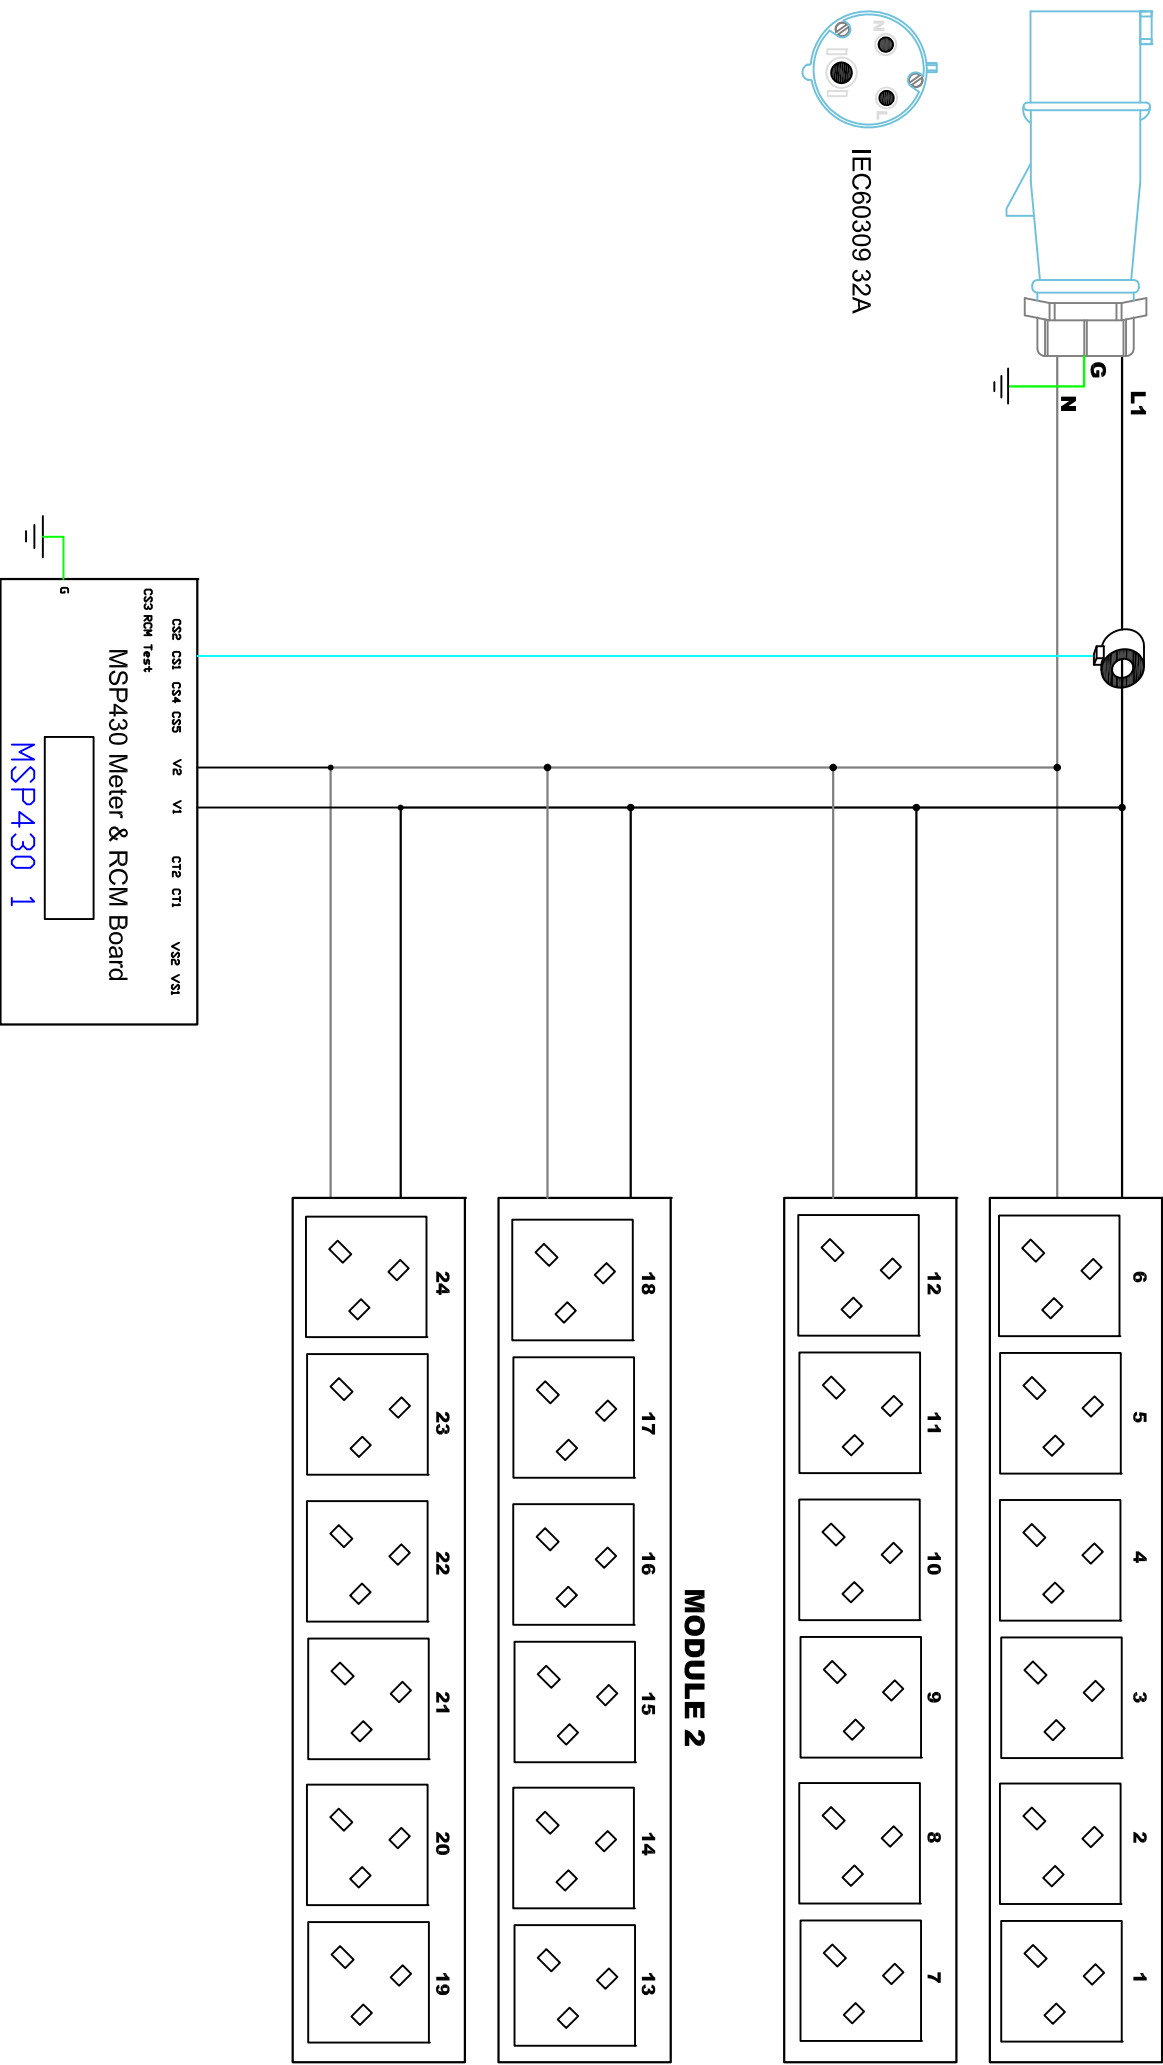 L1
G
N
N
L
IEC60309 32A
6
5
4
3
2
1
12
11
10
9
8
7
MODULE 2
18
17
16
15
14
13
24
23
22
21
20
19
CS2 CS1 CS4 CS5 V2 V1 CT2 CT1 VS2 VS1
CS3 RCM Test
MSP430 Meter & RCM Board
G
MSP430 1